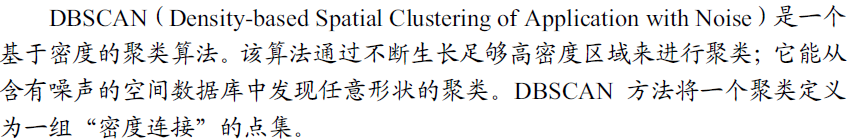 DBSCAN（Density-based Spatial Clustering of Application with Noise）是一个
基于密度的聚类算法。该算法通过不断生长足够高密度区域来进行聚类；它能从
含有噪声的空间数据库中发现任意形状的聚类。DBSCAN 方法将一个聚类定义
为一组“密度连接”的点集。